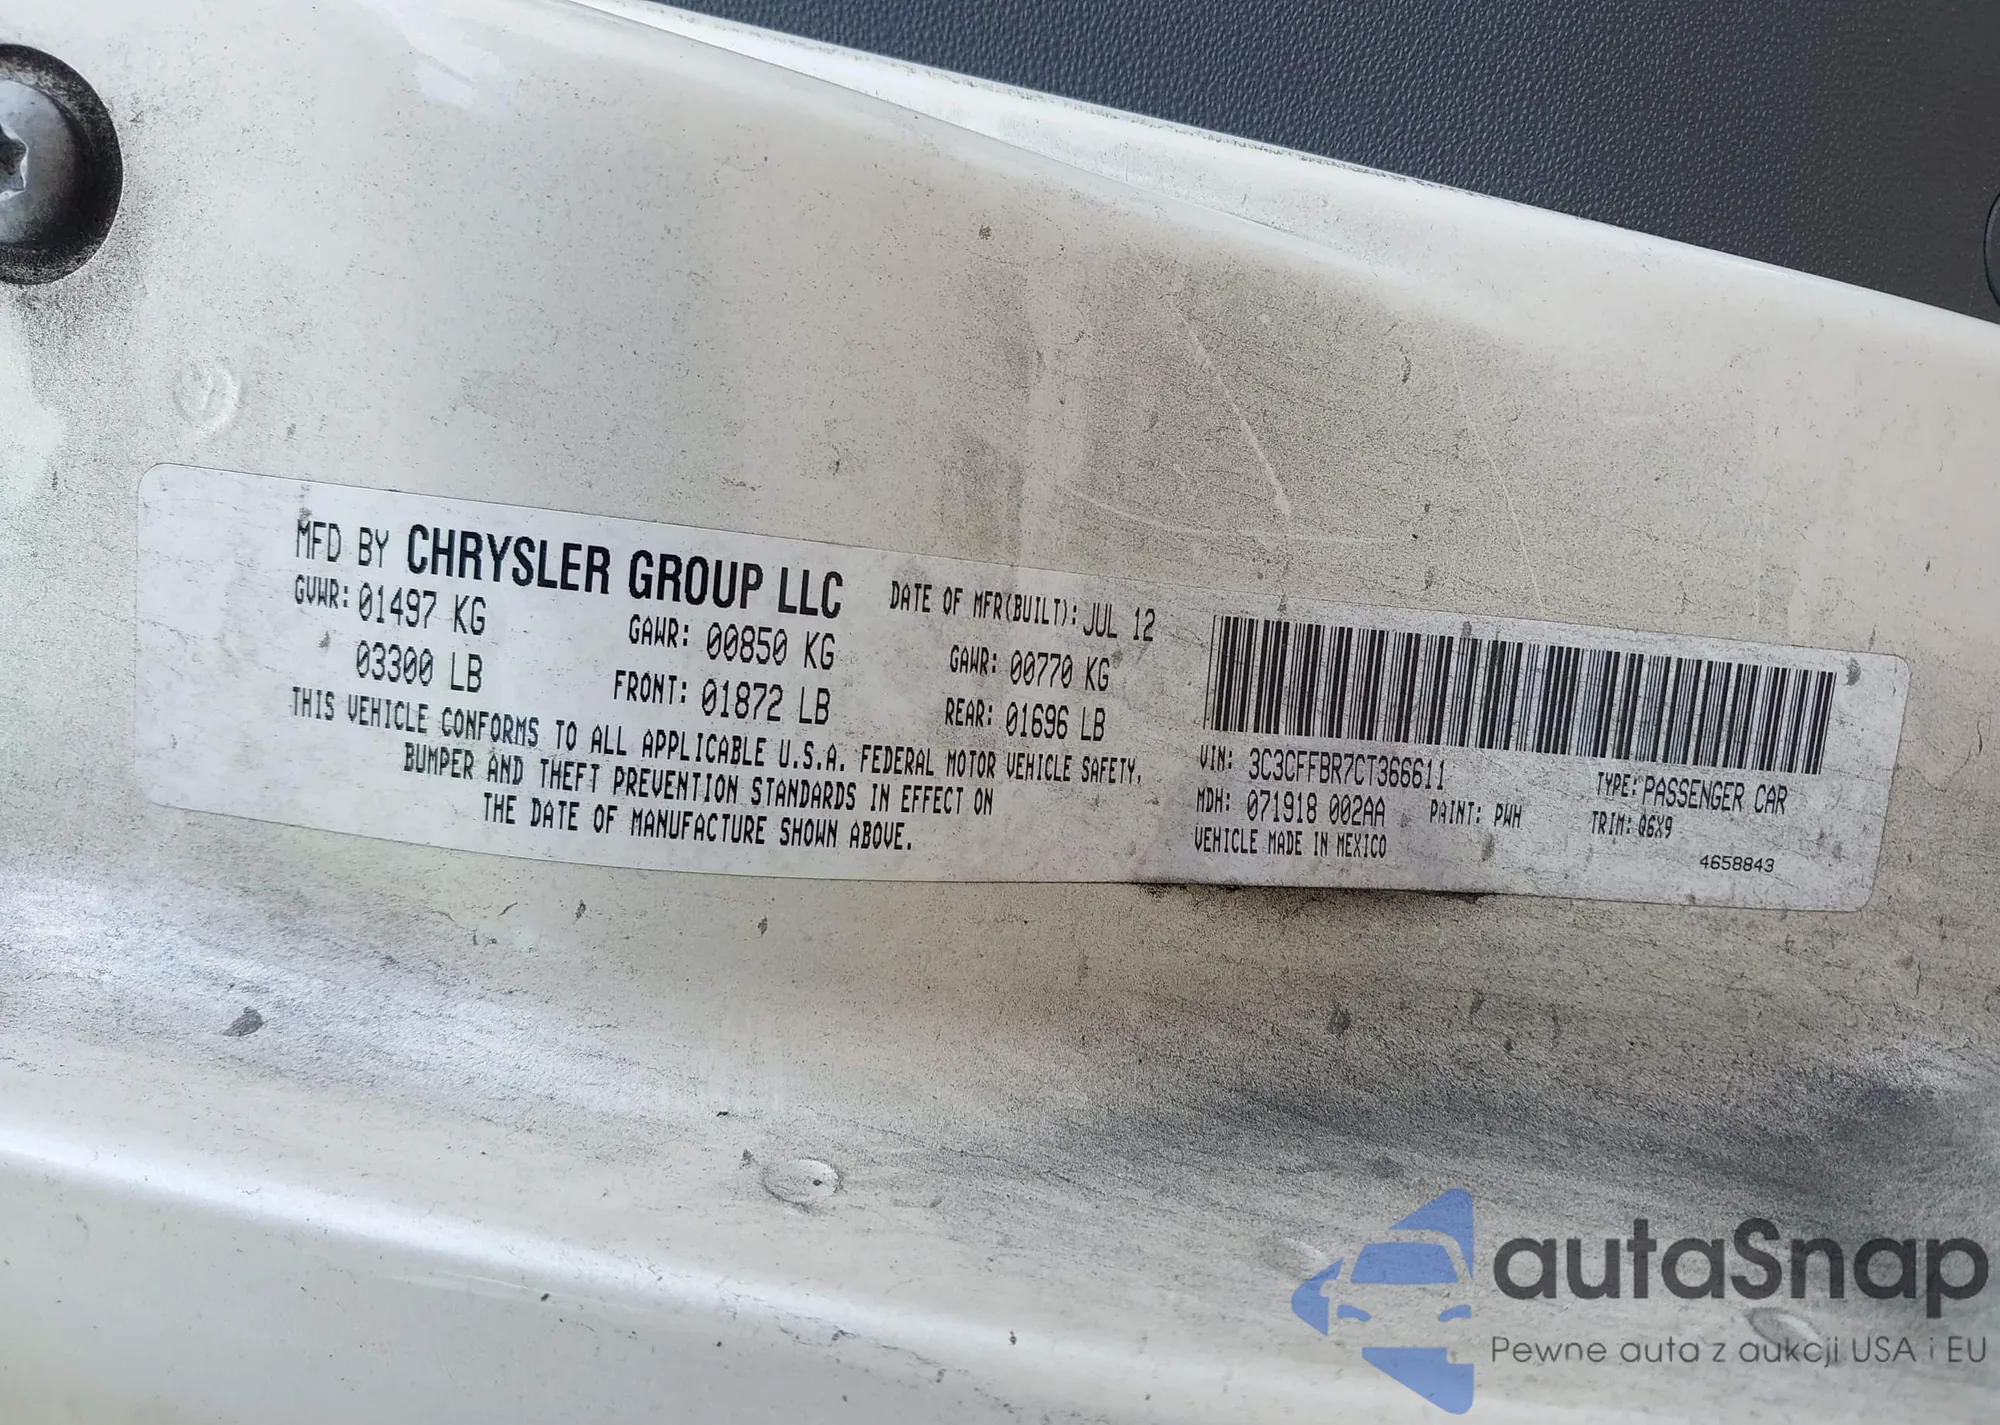 MFD BY CHRYSLER GROUP LLC
DATE OF MFR(BUILT): JUL 12
GVWR: 01497 KG
GAWR: 00850 KG
GAWR: 00770 KG
03300 LB
FRONT: 01872 LB
REAR: 01696 LB
THIS VEHICLE CONFORMS TO ALL APPLICABLE U.S.A. FEDERAL MOTOR VEHICLE SAFETY,
BUMPER AND THEFT PREVENTION STANDARDS IN EFFECT ON
THE DATE OF MANUFACTURE SHOWN ABOVE.
VIN: 3C3CFFBR7CT366611
TYPE: PASSENGER CAR
MDH: 071918 002AA
PAINT: PWH
TRIM: Q6X9
VEHICLE MADE IN MEXICO
4658843
autaSnap
Pewne auta z aukcji USA i EU